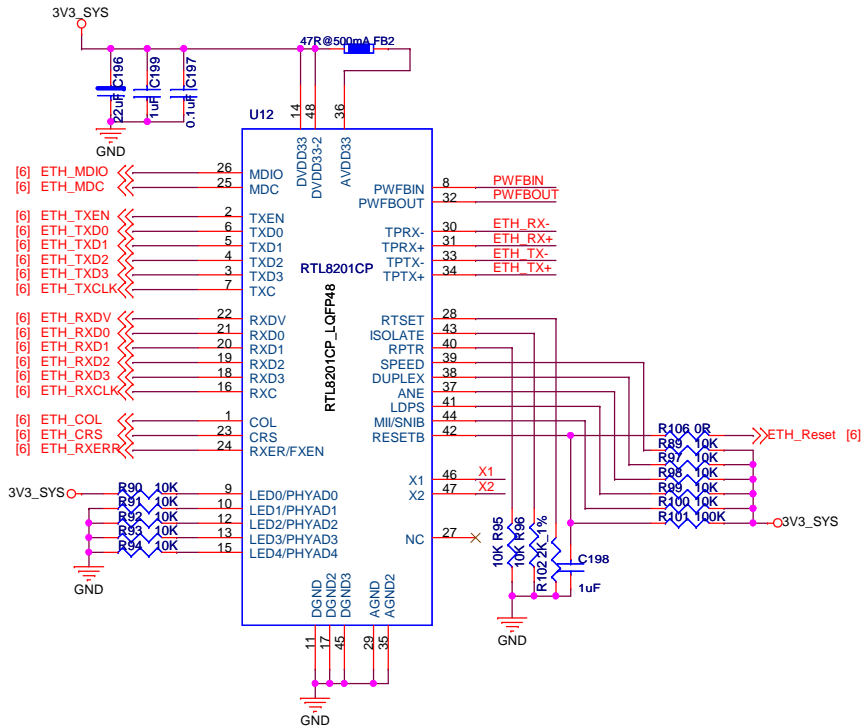 3V3_SYS
47R@500mA FB2
22uF C196
1uF C199
0.1uF C197
GND
U12
14
48
36
DVDD33
DVDD33-2
AVDD33
[6] ETH_MDIO 26 MDIO
[6] ETH_MDC 25 MDC
[6] ETH_TXEN 2 TXEN
[6] ETH_TXD0 6 TXD0
[6] ETH_TXD1 5 TXD1
[6] ETH_TXD2 4 TXD2
[6] ETH_TXD3 3 TXD3
[6] ETH_TXCLK 7 TXC
[6] ETH_RXDV 22 RXDV
[6] ETH_RXD0 21 RXD0
[6] ETH_RXD1 20 RXD1
[6] ETH_RXD2 19 RXD2
[6] ETH_RXD3 18 RXD3
[6] ETH_RXCLK 16 RXC
[6] ETH_COL 1 COL
[6] ETH_CRS 23 CRS
[6] ETH_RXERR 24 RXER/FXEN
3V3_SYS R90 10K 9 LED0/PHYAD0
R91 10K 10 LED1/PHYAD1
R92 10K 12 LED2/PHYAD2
R93 10K 13 LED3/PHYAD3
R94 10K 15 LED4/PHYAD4
GND
RTL8201CP
RTL8201CP_LQFP48
PWFBIN 8 PWFBIN
PWFBOUT 32 PWFBOUT
TPRX- 30 ETH_RX-
TPRX+ 31 ETH_RX+
TPTX- 33 ETH_TX-
TPTX+ 34 ETH_TX+
RTSET 28
ISOLATE 43
RPTR 40
SPEED 39
DUPLEX 38
ANE 37
LDPS 41
MII/SNIB 44
RESETB 42
X1 46 X1
X2 47 X2
NC 27
R106 0R ETH_Reset [6]
R89 10K
R97 10K
R98 10K
R99 10K
R100 10K
R101 100K 3V3_SYS
10K R95
10K R96
R102 2K_1%
C198
1uF
GND
DGND
DGND2
DGND3
AGND
AGND2
11
17
45
29
35
GND